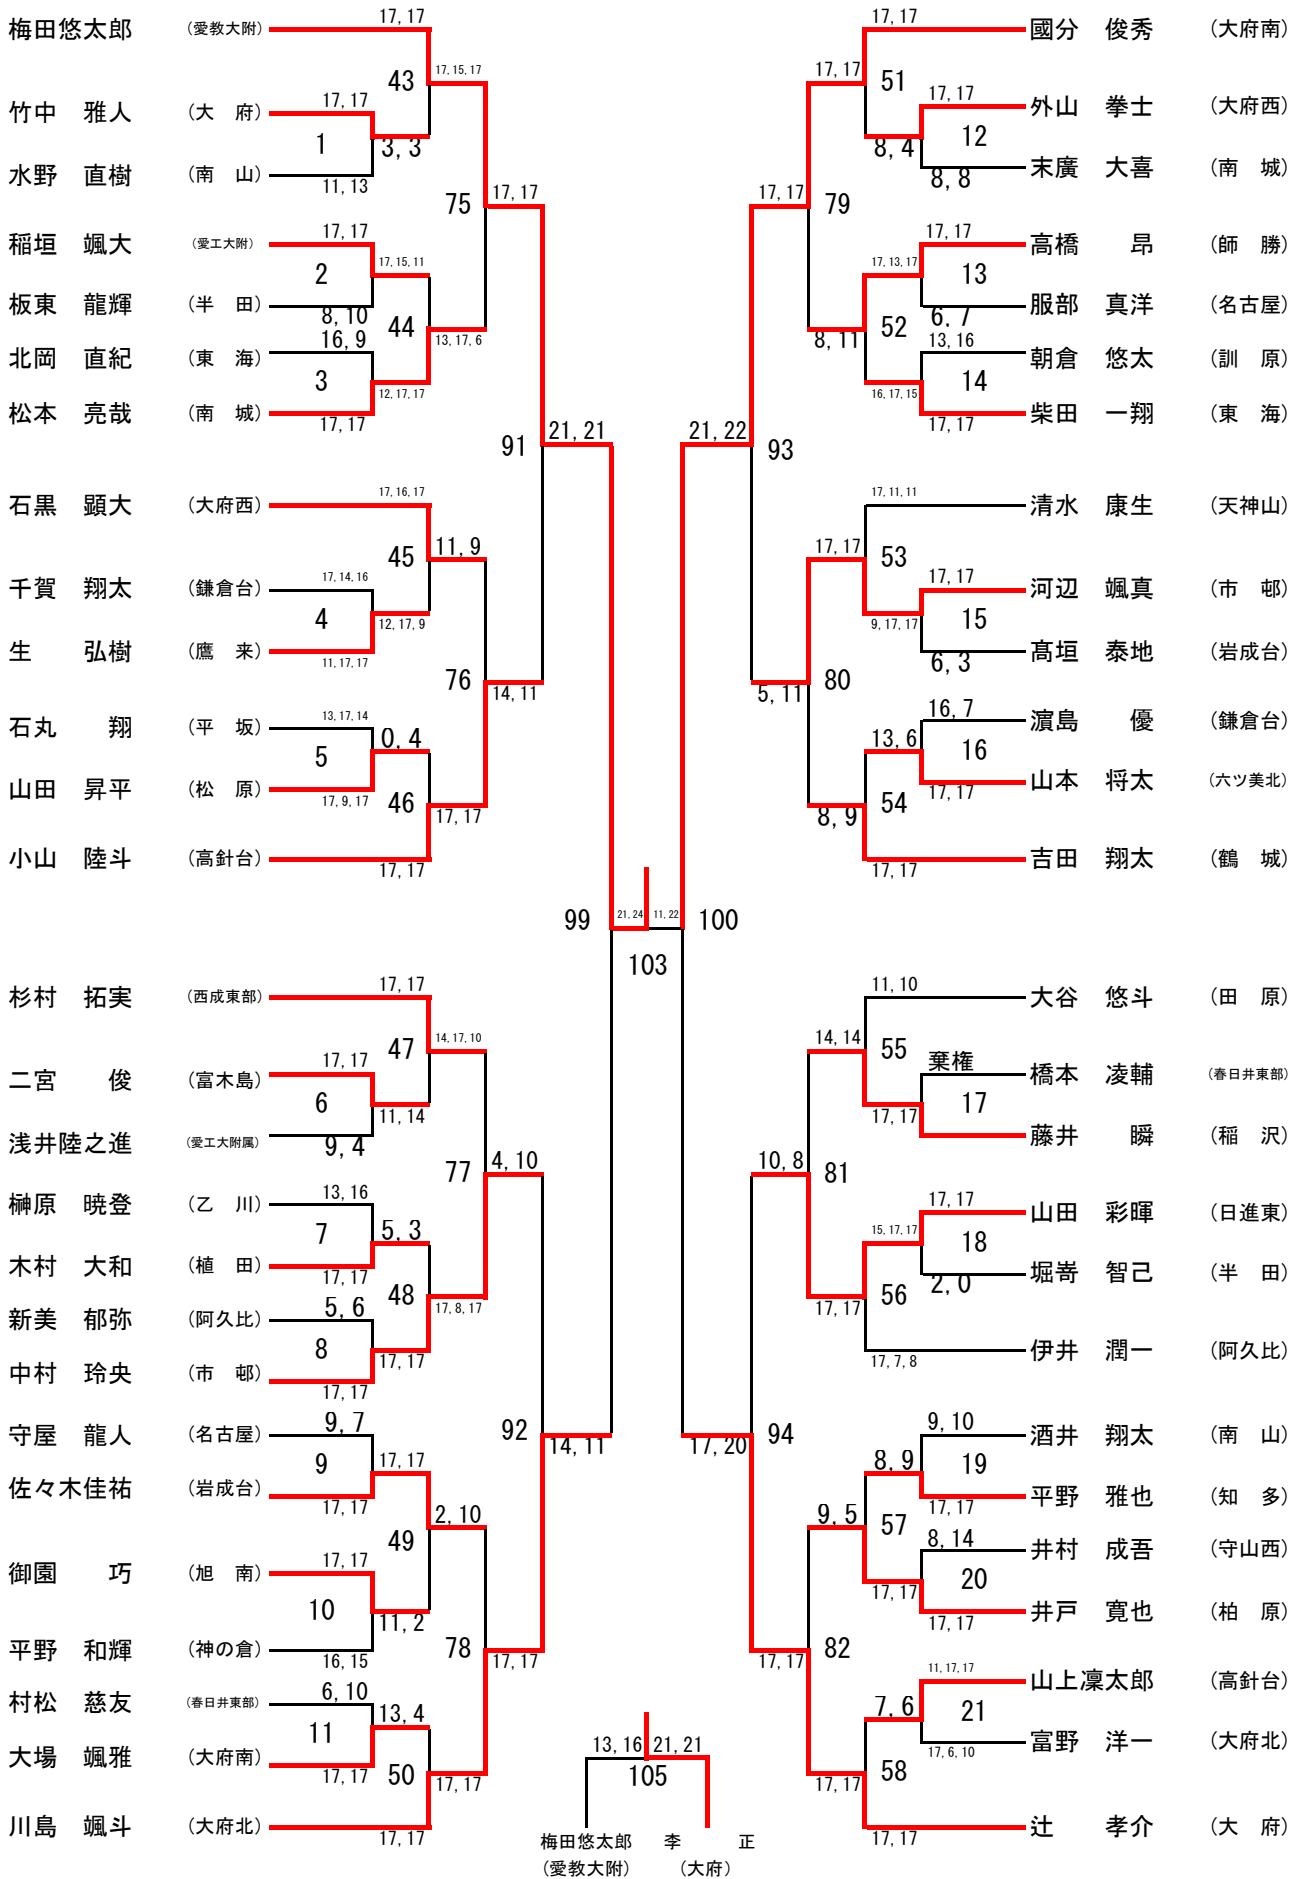 17, 17
梅田悠太郎 (愛教大附)
43
17, 15, 17
17, 17
竹中 雅人 (大 府)
1
3, 3
水野 直樹 (南 山)
11, 13
75
17, 17
17, 17
稲垣 颯大 (愛工大附)
2
17, 15, 11
板東 龍輝 (半 田)
8, 10
44
13, 17, 6
16, 9
北岡 直紀 (東 海)
3
12, 17, 17
松本 亮哉 (南 城)
17, 17
91
21, 21
17, 16, 17
石黒 顕大 (大府西)
45
11, 9
17, 14, 16
千賀 翔太 (鎌倉台)
4
12, 17, 9
生 弘樹 (鷹 来)
11, 17, 17
76
14, 11
13, 17, 14
石丸 翔 (平 坂)
5
0, 4
山田 昇平 (松 原)
17, 9, 17
46
17, 17
小山 陸斗 (高針台)
17, 17
99
21, 24
11, 22
100
103
17, 17
杉村 拓実 (西成東部)
47
14, 17, 10
17, 17
二宮 俊 (富木島)
6
11, 14
浅井陸之進 (愛工大附属)
9, 4
77
4, 10
13, 16
榊原 暁登 (乙 川)
7
5, 3
木村 大和 (植 田)
17, 17
48
17, 8, 17
5, 6
新美 郁弥 (阿久比)
8
17, 17
中村 玲央 (市 邨)
17, 17
92
14, 11
9, 7
守屋 龍人 (名古屋)
9
17, 17
佐々木佳祐 (岩成台)
17, 17
49
2, 10
17, 17
御園 巧 (旭 南)
10
11, 2
平野 和輝 (神の倉)
16, 15
78
17, 17
6, 10
村松 慈友 (春日井東部)
11
13, 4
大場 颯雅 (大府南)
17, 17
50
17, 17
川島 颯斗 (大府北)
17, 17
17, 17
國分 俊秀 (大府南)
17, 17
51
17, 17
外山 拳士 (大府西)
8, 4
12
末廣 大喜 (南 城)
8, 8
17, 17
79
17, 17
高橋 昂 (師 勝)
17, 13, 17
13
服部 真洋 (名古屋)
6, 7
8, 11
52
13, 16
朝倉 悠太 (訓 原)
14
16, 17, 15
柴田 一翔 (東 海)
17, 17
21, 22
93
17, 11, 11
清水 康生 (天神山)
17, 17
53
17, 17
河辺 颯真 (市 邨)
9, 17, 17
15
髙垣 泰地 (岩成台)
6, 3
5, 11
80
16, 7
濵島 優 (鎌倉台)
13, 6
16
山本 将太 (六ツ美北)
17, 17
8, 9
54
吉田 翔太 (鶴 城)
17, 17
11, 10
大谷 悠斗 (田 原)
14, 14
55
棄権
橋本 凌輔 (春日井東部)
17
17, 17
藤井 瞬 (稲 沢)
10, 8
81
17, 17
山田 彩暉 (日進東)
15, 17, 17
18
堀嵜 智己 (半 田)
2, 0
17, 17
56
伊井 潤一 (阿久比)
17, 7, 8
17, 20
94
9, 10
酒井 翔太 (南 山)
8, 9
19
平野 雅也 (知 多)
17, 17
9, 5
57
8, 14
井村 成吾 (守山西)
20
17, 17
井戸 寛也 (柏 原)
17, 17
17, 17
82
11, 17, 17
山上凜太郎 (高針台)
7, 6
21
富野 洋一 (大府北)
17, 6, 10
17, 17
58
辻 孝介 (大 府)
17, 17
13, 16
21, 21
105
梅田悠太郎 李 正
(愛教大附) (大府)